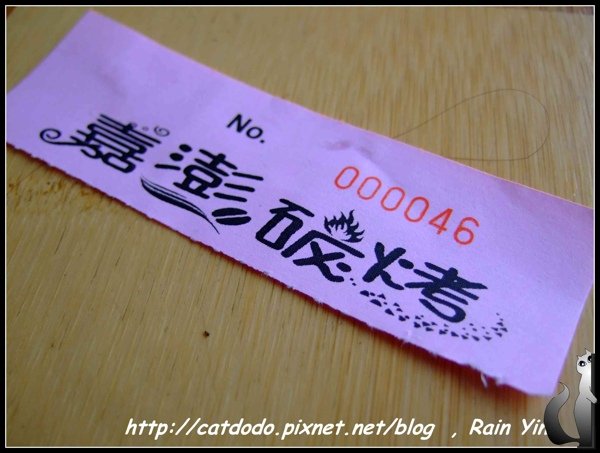 No. 000046
嘉澎碳烤
http://catdodo.pixnet.net/blog , Rain Yin